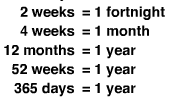 2 weeks = 1 fortnight
4 weeks = 1 month
12 months = 1 year
52 weeks = 1 year
365 days = 1 year